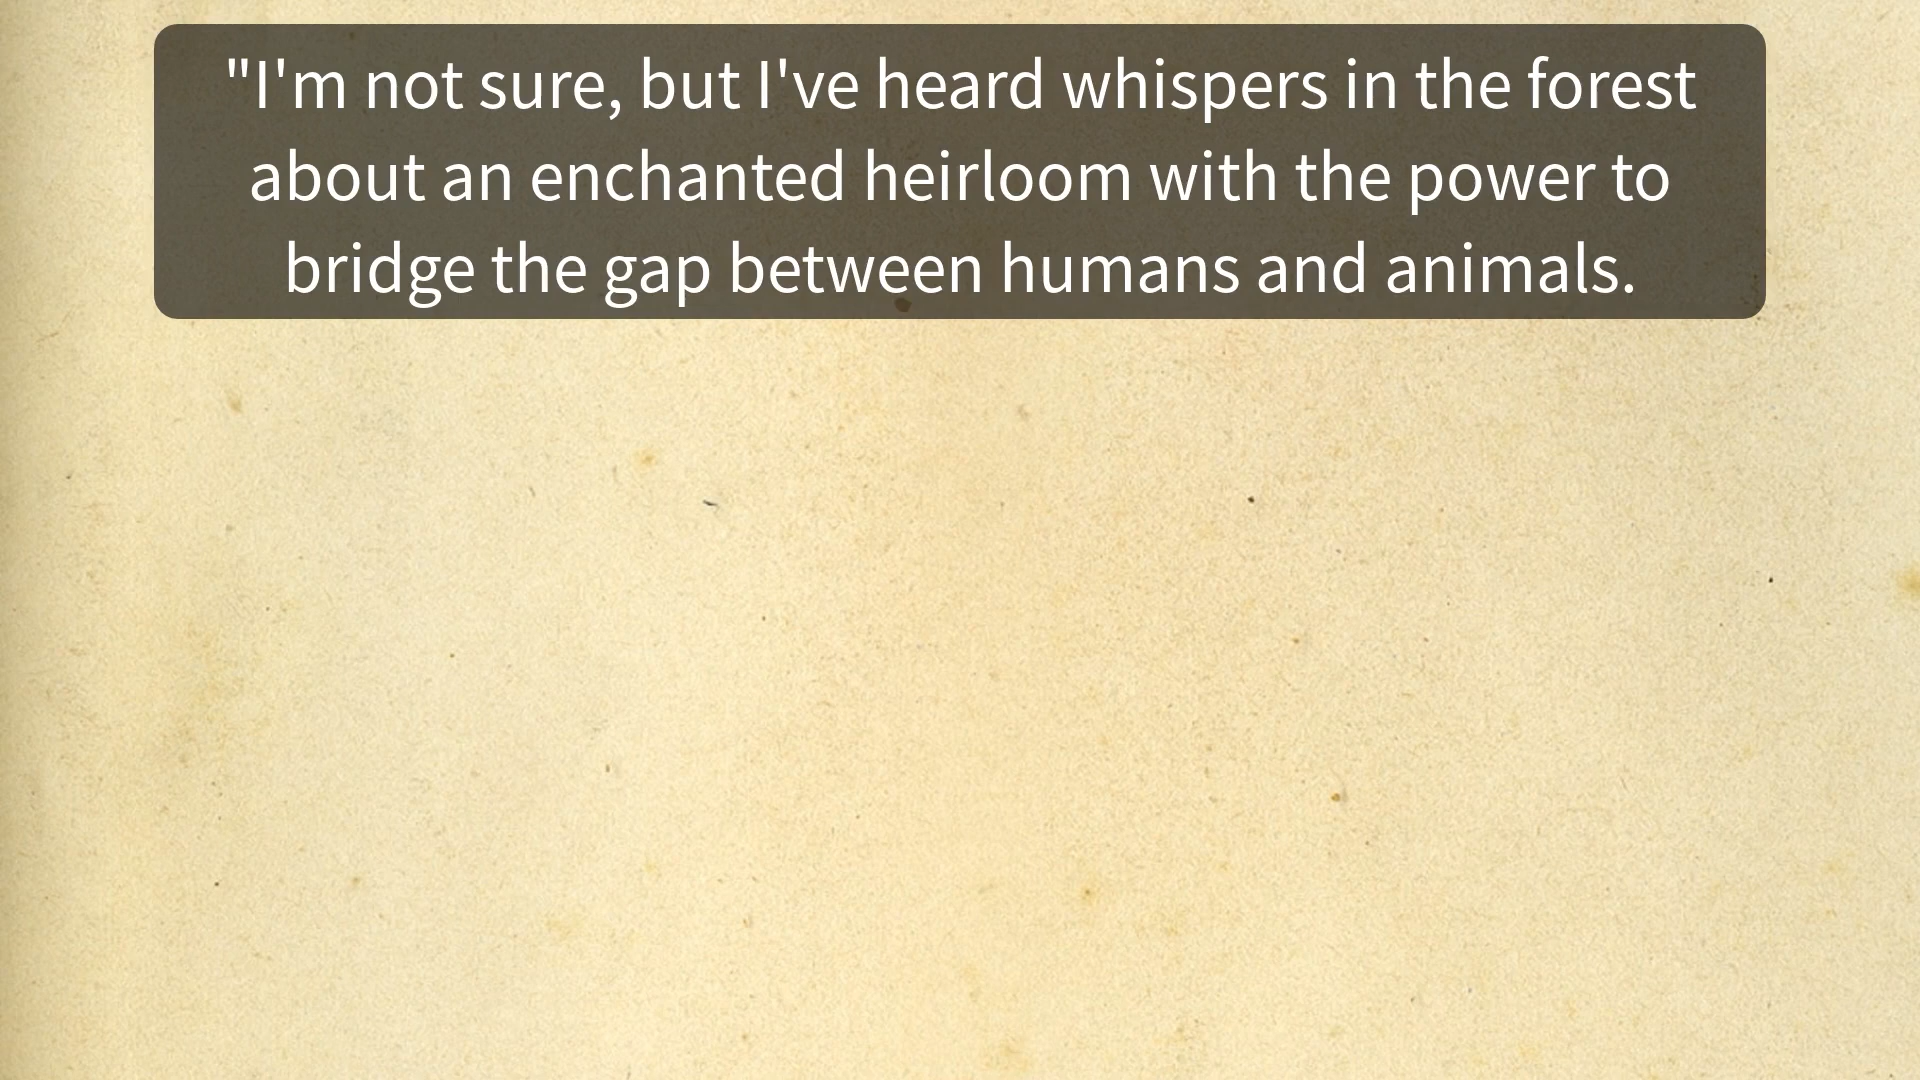 "I'm not sure, but I've heard whispers in the forest
about an enchanted heirloom with the power to
bridge the gap between humans and animals.